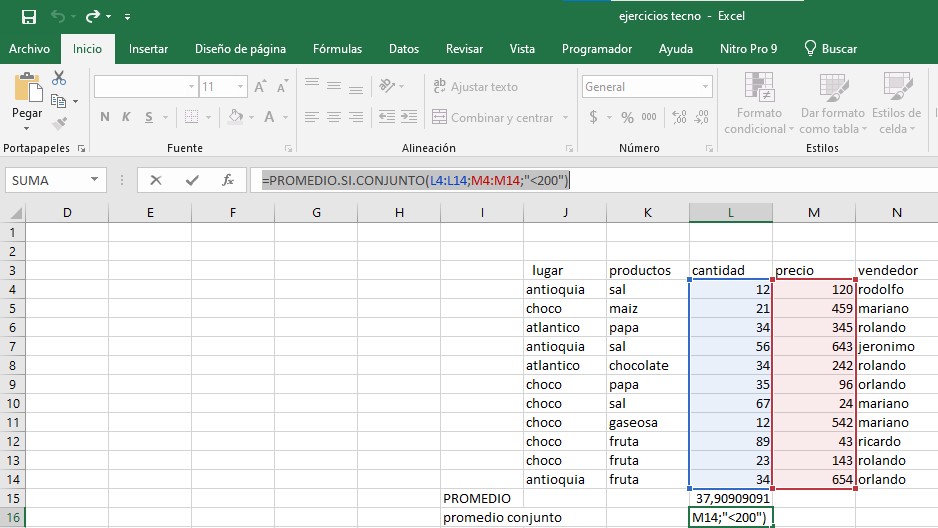 ejercicios tecno - Excel
Archivo Inicio Insertar Diseño de página Fórmulas Datos Revisar Vista Programador Ayuda Nitro Pro 9 Buscar
Pegar
11 A A
N K S A
ab Ajustar texto
Combinar y centrar
General
$ % 000 ,00 ,00
Formato condicional
Dar formato como tabla
Estilos de celda
Portapapeles Fuente Alineación Número Estilos
SUMA fx =PROMEDIO.SI.CONJUNTO(L4:L14;M4:M14;"<200")
D E F G H I J K L M N
1
2
3 lugar productos cantidad precio vendedor
4 antioquia sal 12 120 rodolfo
5 choco maiz 21 459 mariano
6 atlantico papa 34 345 rolando
7 antioquia sal 56 643 jeronimo
8 atlantico chocolate 34 242 rolando
9 choco papa 35 96 orlando
10 choco sal 67 24 mariano
11 choco gaseosa 12 542 mariano
12 choco fruta 89 43 ricardo
13 choco fruta 23 143 rolando
14 antioquia fruta 34 654 orlando
15 PROMEDIO 37,90909091
16 promedio conjunto M14;"<200")